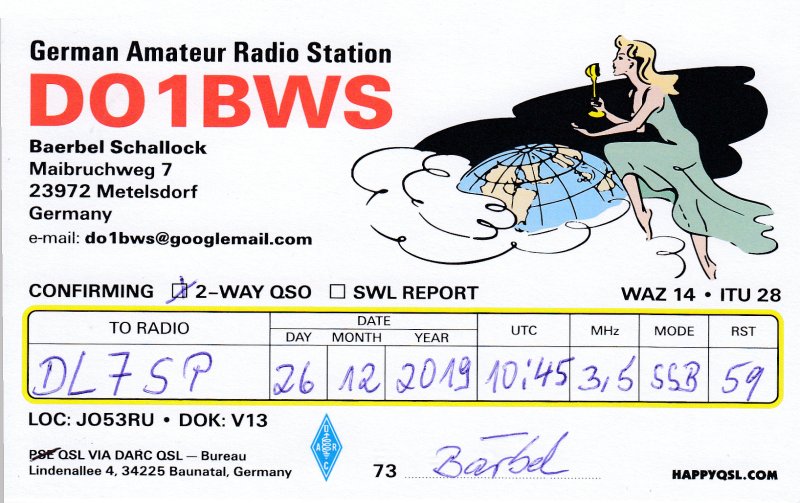 German Amateur Radio Station
DO1BWS
Baerbel Schallock
Maibruchweg 7
23972 Metelsdorf
Germany
e-mail: do1bws@googlemail.com
CONFIRMING ☑ 2-WAY QSO ☐ SWL REPORT WAZ 14 • ITU 28
TO RADIO DATE UTC MHz MODE RST
DAY MONTH YEAR
DL7SP 26 12 2019 10:45 3,5 SSB 59
LOC: JO53RU • DOK: V13
PSE QSL VIA DARC QSL — Bureau
Lindenallee 4, 34225 Baunatal, Germany
DARC
73 Bärbel
HAPPYQSL.COM